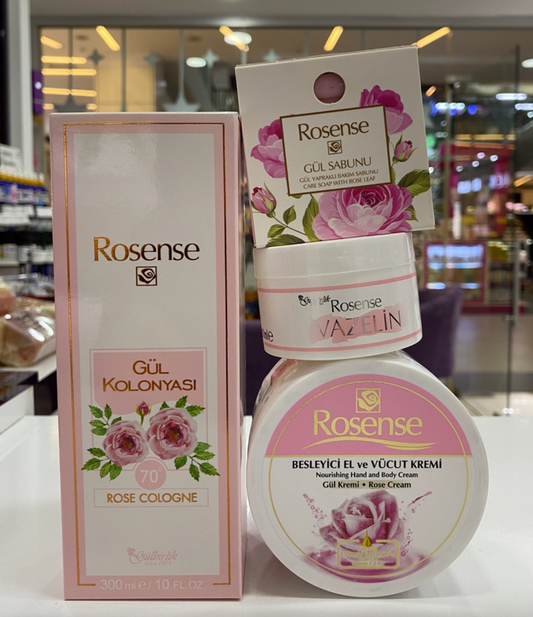 Rosense
GÜL
KOLONYASI
70
ROSE COLOGNE
Gülbirlik
300 ml e / 10 FL.OZ.
Rosense
GÜL SABUNU
GÜL YAPRAKLI BAKIM SABUNU
CARE SOAP WITH ROSE LEAF
Rosense
VAZELİN
Rosense
BESLEYİCİ EL ve VÜCUT KREMİ
Nourishing Hand and Body Cream
Gül Kremi • Rose Cream